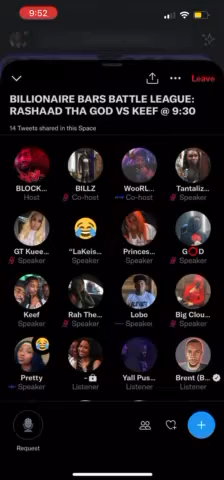 9:52
Leave
BILLIONAIRE BARS BATTLE LEAGUE:
RASHAAD THA GOD VS KEEF @ 9:30
14 Tweets shared in this Space
BLOCK... BILLZ WooRL... Tantaliz...
Host Co-host Co-host Speaker
GT Kuee... "LaKeis... Princes... G⭕D
Speaker Speaker Speaker Speaker
Keef Rah The... Lobo Big Clou...
Speaker Speaker Speaker Speaker
Pretty - Yall Pus... Brent (B...
Speaker Listener Listener Listener
Request